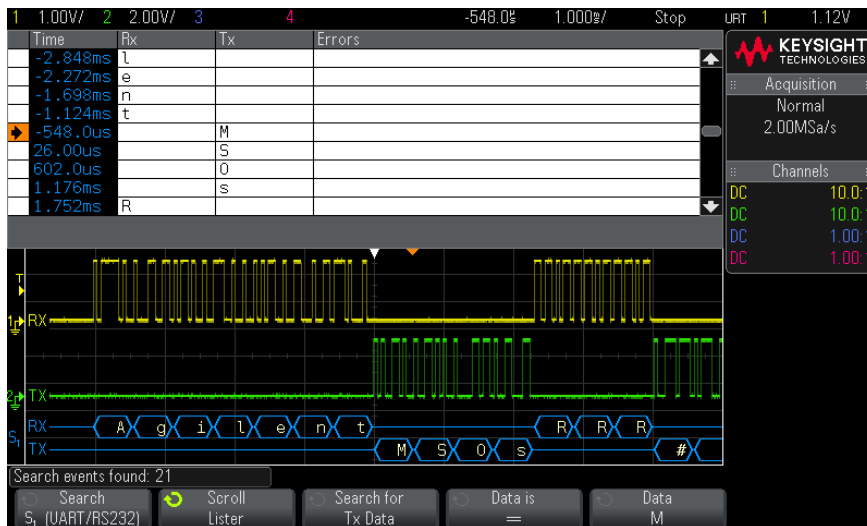 1 1.00V/ 2 2.00V/ 3 4 -548.0us 1.000ms/ Stop URT 1 1.12V
Time Rx Tx Errors
-2.848ms l
-2.272ms e
-1.698ms n
-1.124ms t
-548.0us M
26.00us S
602.0us O
1.176ms s
1.752ms R
KEYSIGHT
TECHNOLOGIES
Acquisition
Normal
2.00MSa/s
Channels
DC 10.0:
DC 10.0:
DC 1.00:
DC 1.00:
T
1 RX
2 TX
S1 RX A g i l e n t R R R
TX M S O s #
Search events found: 21
Search Scroll Search for Data is Data
S1 (UART/RS232) Lister Tx Data = M